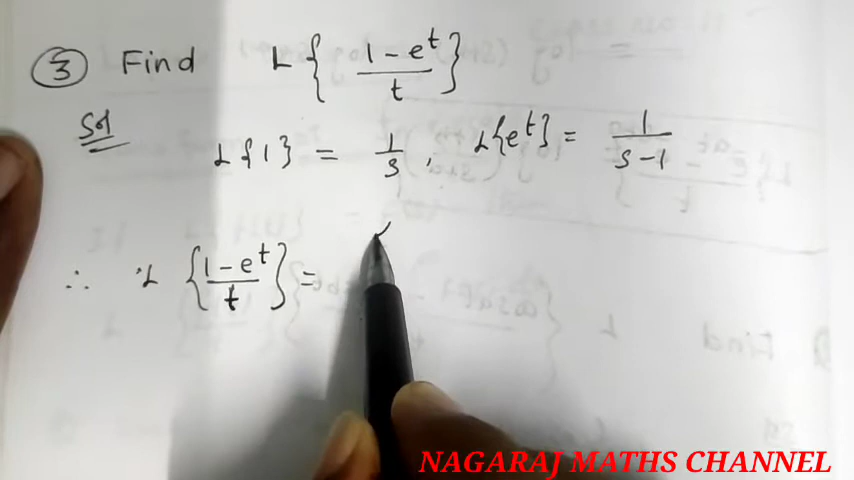 ③ Find L{(1-e^t)/t}
Sol
L{1} = 1/s, L{e^t} = 1/(s-1)
∴ L{(1-e^t)/t} =
NAGARAJ MATHS CHANNEL